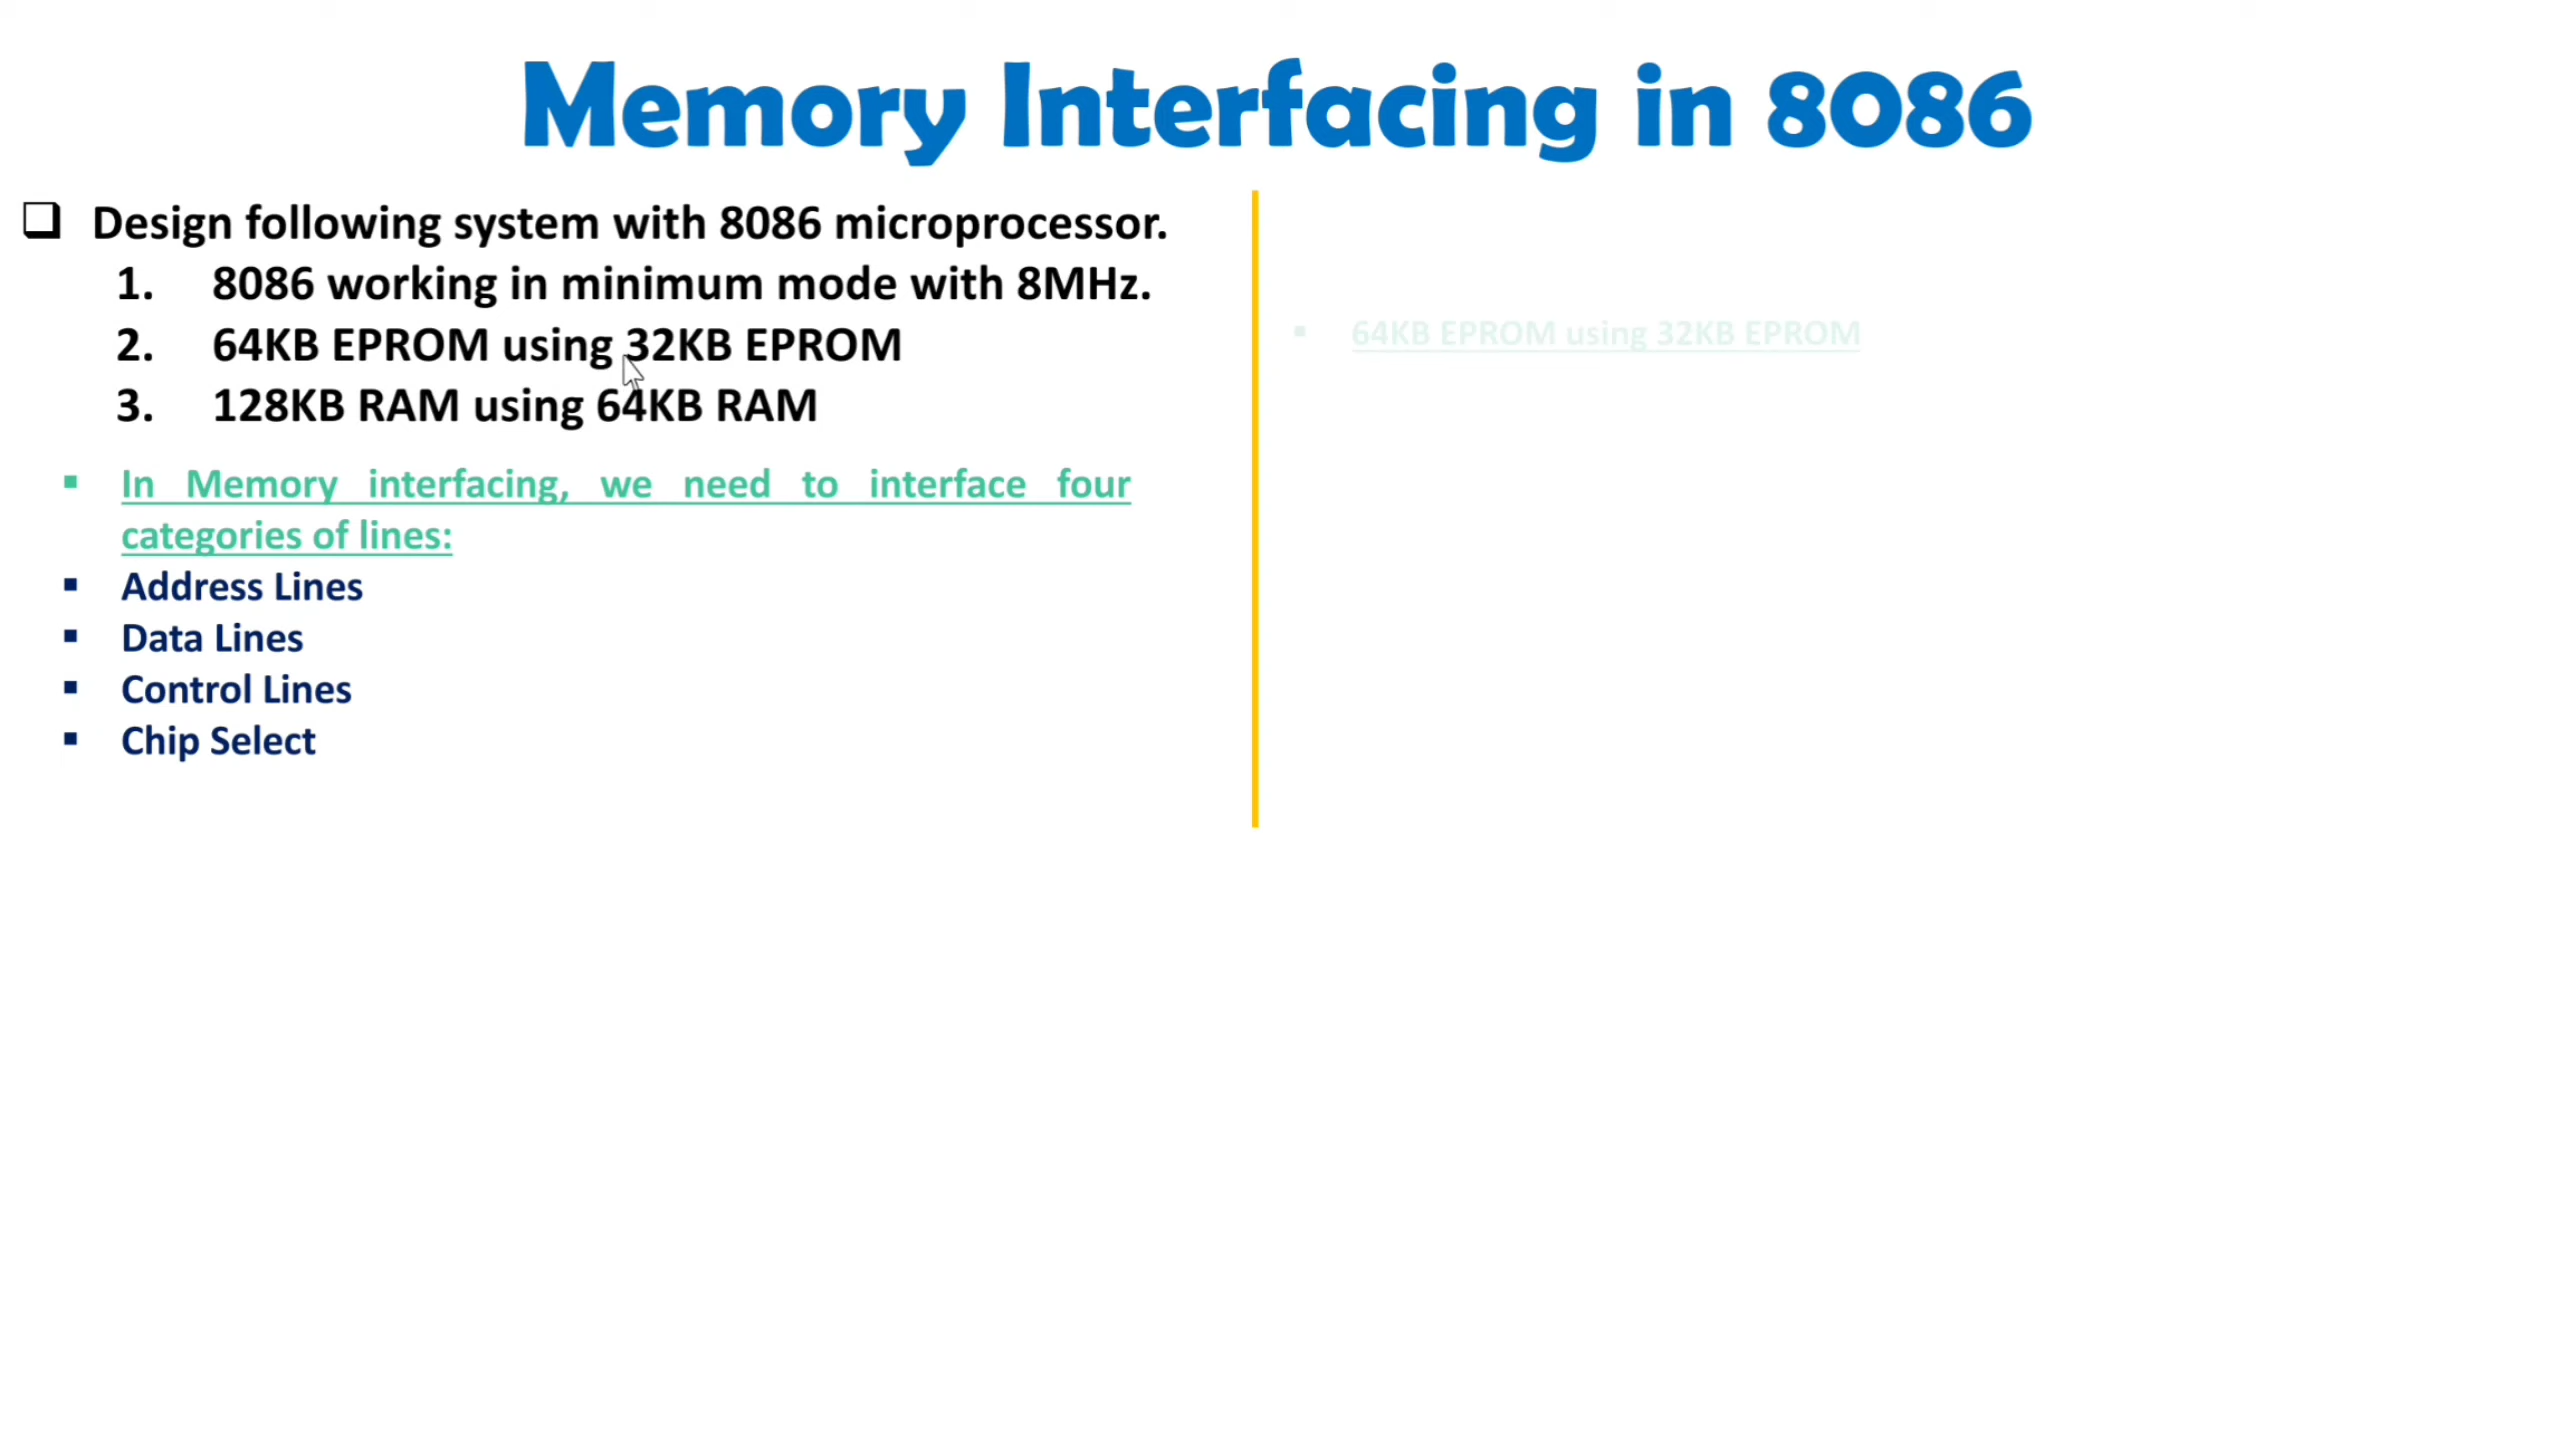 Memory Interfacing in 8086
Design following system with 8086 microprocessor.
1. 8086 working in minimum mode with 8MHz.
2. 64KB EPROM using 32KB EPROM
3. 128KB RAM using 64KB RAM
In Memory interfacing, we need to interface four
categories of lines:
Address Lines
Data Lines
Control Lines
Chip Select
64KB EPROM using 32KB EPROM